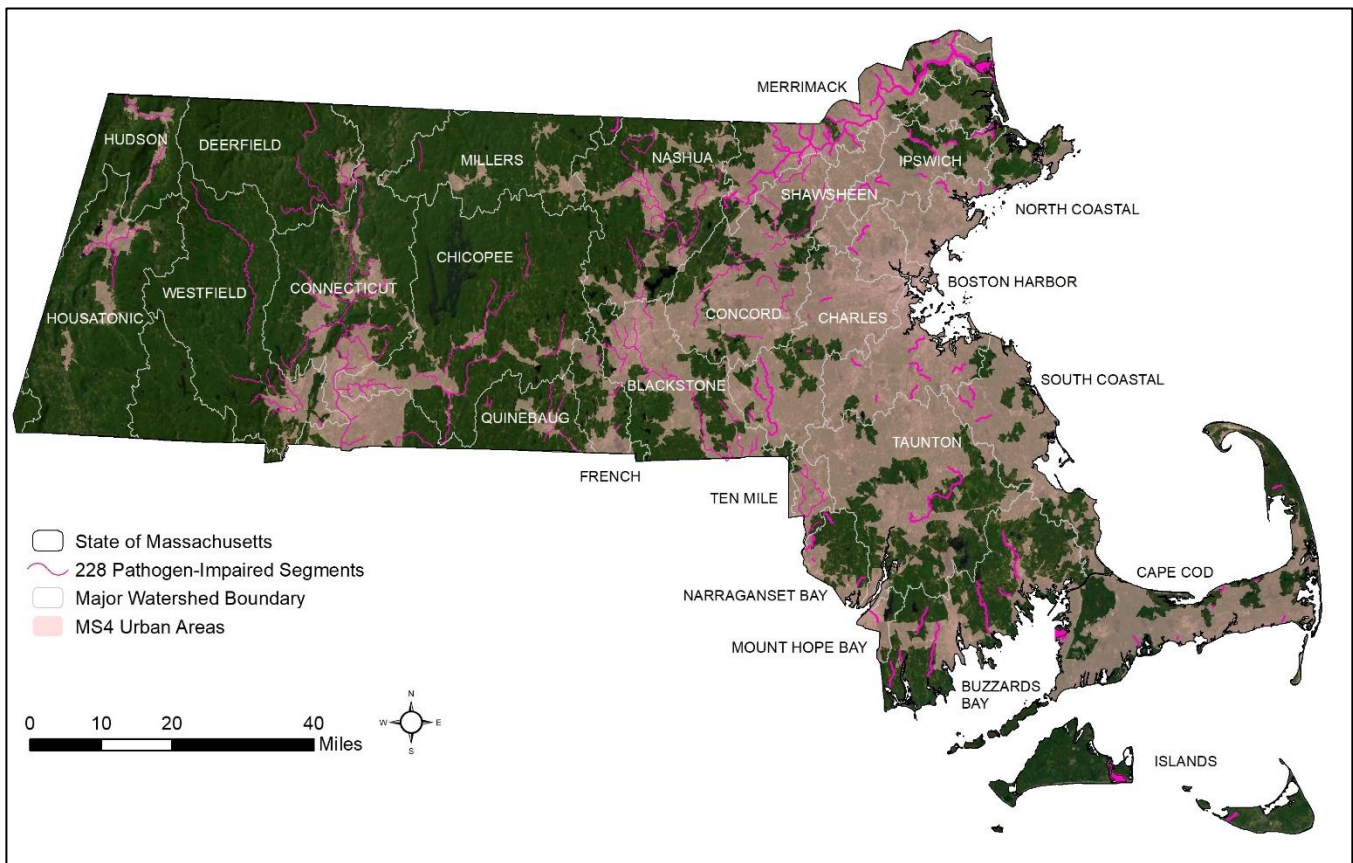 MERRIMACK
HUDSON
DEERFIELD
MILLERS
NASHUA
IPSWICH
SHAWSHEEN
NORTH COASTAL
CHICOPEE
BOSTON HARBOR
WESTFIELD
CONNECTICUT
HOUSATONIC
CONCORD
CHARLES
SOUTH COASTAL
BLACKSTONE
QUINEBAUG
TAUNTON
FRENCH
TEN MILE
State of Massachusetts
228 Pathogen-Impaired Segments
Major Watershed Boundary
MS4 Urban Areas
CAPE COD
NARRAGANSET BAY
MOUNT HOPE BAY
BUZZARDS
BAY
N
W
E
S
0 10 20 40
Miles
ISLANDS